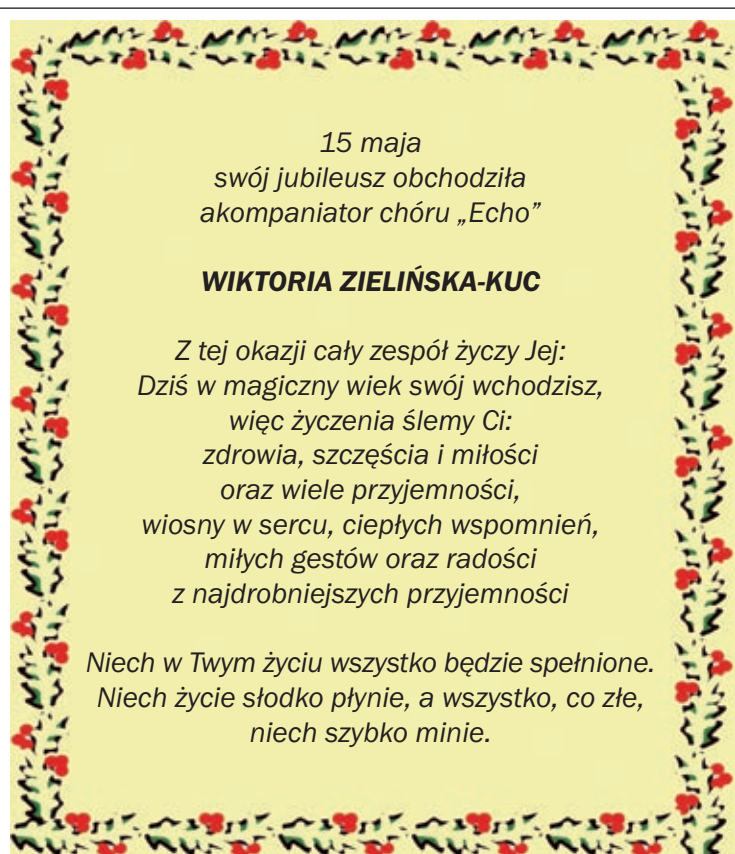 15 maja
swój jubileusz obchodziła
akompaniator chóru „Echo”
WIKTORIA ZIELIŃSKA-KUC
Z tej okazji cały zespół życzy Jej:
Dziś w magiczny wiek swój wchodzisz,
więc życzenia ślemy Ci:
zdrowia, szczęścia i miłości
oraz wiele przyjemności,
wiosny w sercu, ciepłych wspomnień,
miłych gestów oraz radości
z najdrobniejszych przyjemności
Niech w Twym życiu wszystko będzie spełnione.
Niech życie słodko płynie, a wszystko, co złe,
niech szybko minie.